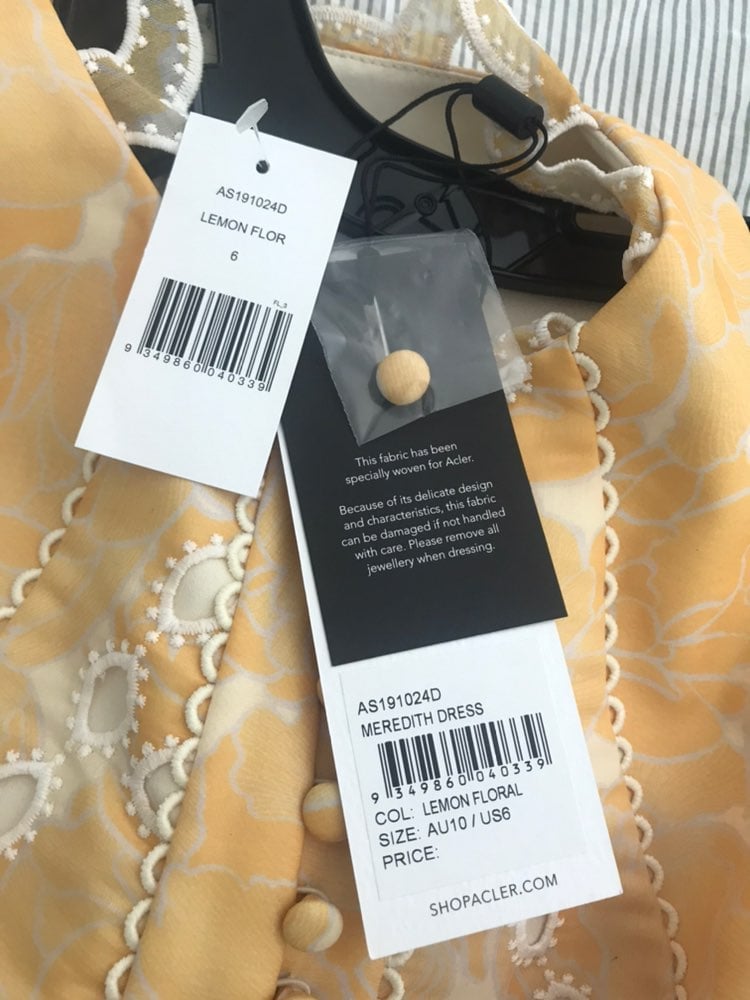 AS191024D
LEMON FLOR
6
FL_3
9 349860 040339
This fabric has been
specially woven for Acler.
Because of its delicate design
and characteristics, this fabric
can be damaged if not handled
with care. Please remove all
jewellery when dressing.
AS191024D
MEREDITH DRESS
9 349860 040339
COL: LEMON FLORAL
SIZE: AU10 / US6
PRICE:
SHOPACLER.COM